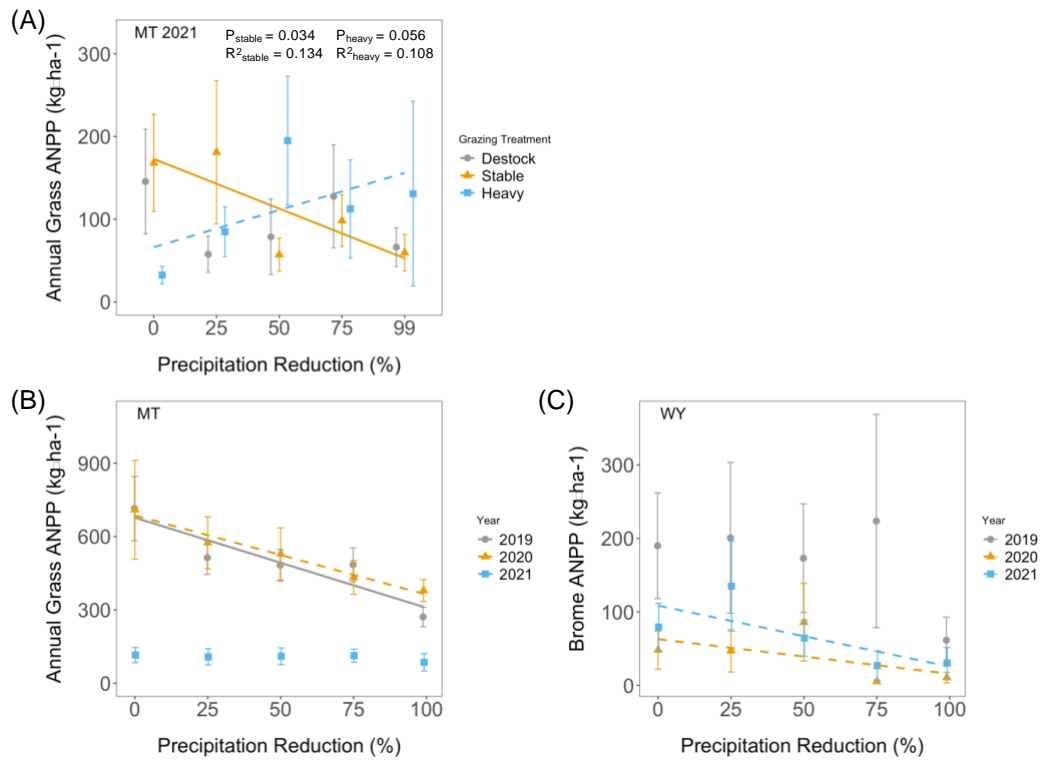 (A)
MT 2021
P_stable = 0.034 P_heavy = 0.056
R²_stable = 0.134 R²_heavy = 0.108
Annual Grass ANPP (kg□ha-1)
300
200
100
0
0 25 50 75 99
Precipitation Reduction (%)
Grazing Treatment
Destock
Stable
Heavy
(B)
MT
Annual Grass ANPP (kg□ha-1)
900
600
300
0
0 25 50 75 100
Precipitation Reduction (%)
Year
2019
2020
2021
(C)
WY
Brome ANPP (kg□ha-1)
300
200
100
0
0 25 50 75 100
Precipitation Reduction (%)
Year
2019
2020
2021